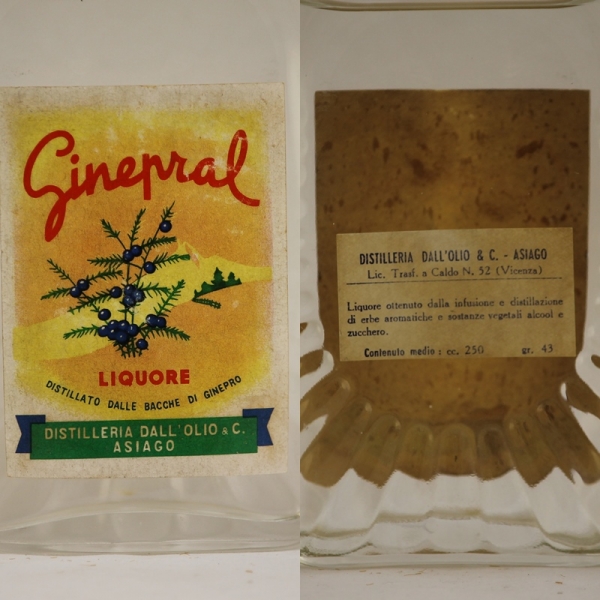 Ginepral
LIQUORE
DISTILLATO DALLE BACCHE DI GINEPRO
DISTILLERIA DALL'OLIO & C.
ASIAGO
DISTILLERIA DALL'OLIO & C. - ASIAGO
Lic. Trasf. a Caldo N. 52 (Vicenza)
Liquore ottenuto dalla infusione e distillazione
di erbe aromatiche e sostanze vegetali alcool e
zucchero.
Contenuto medio : cc. 250 gr. 43